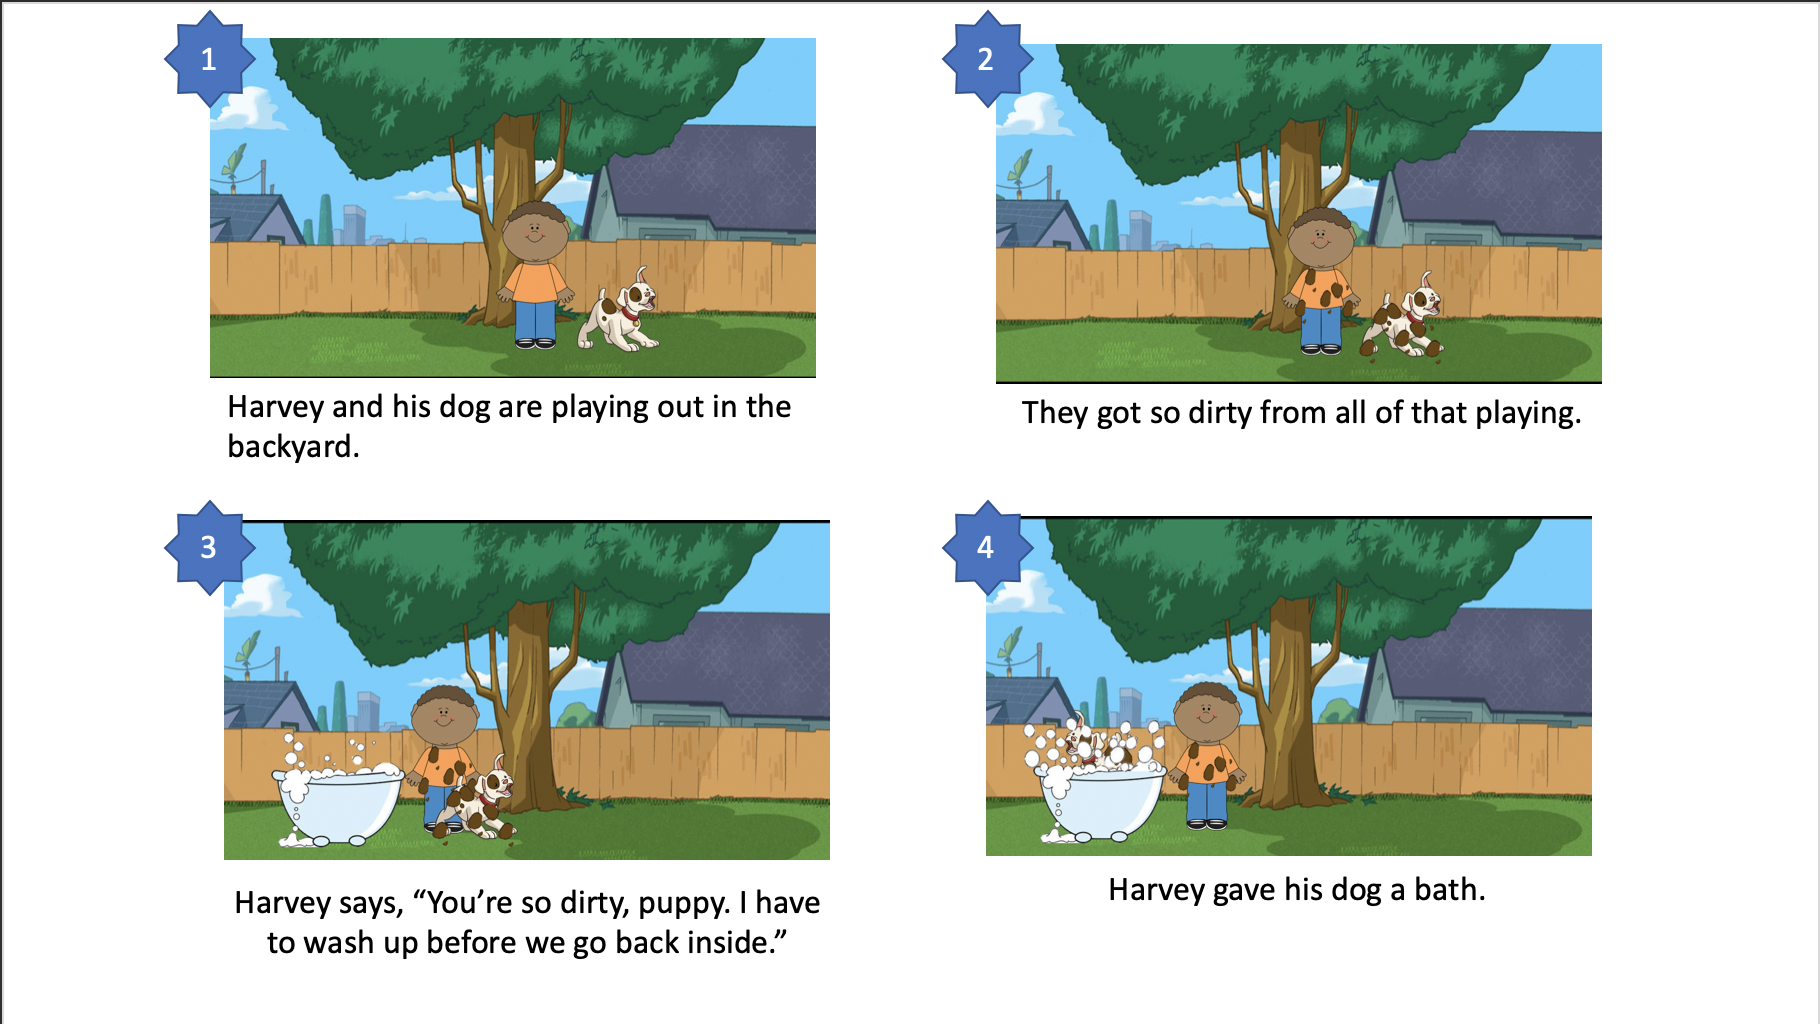 1
Harvey and his dog are playing out in the
backyard.
2
They got so dirty from all of that playing.
3
Harvey says, “You’re so dirty, puppy. I have
to wash up before we go back inside.”
4
Harvey gave his dog a bath.